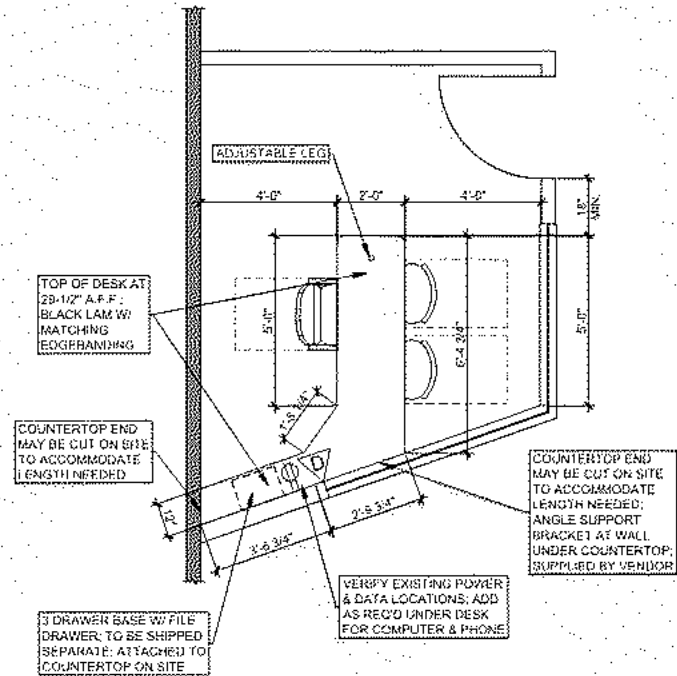 ADJUSTABLE LEG
4'-0"
2'-0"
4'-0"
18"
MIN.
TOP OF DESK AT
29-1/2" A.F.F.;
BLACK LAM W/
MATCHING
EDGEBANDING
5'-0"
6'-4 3/4"
5'-0"
COUNTERTOP END
MAY BE CUT ON SITE
TO ACCOMMODATE
LENGTH NEEDED
D
12"
3'-6 3/4"
2'-8 3/4"
COUNTERTOP END
MAY BE CUT ON SITE
TO ACCOMMODATE
LENGTH NEEDED;
ANGLE SUPPORT
BRACKET AT WALL
UNDER COUNTERTOP;
SUPPLIED BY VENDOR
VERIFY EXISTING POWER
& DATA LOCATIONS; ADD
AS REQ'D UNDER DESK
FOR COMPUTER & PHONE
3 DRAWER BASE W/ FILE
DRAWER; TO BE SHIPPED
SEPARATE; ATTACHED TO
COUNTERTOP ON SITE